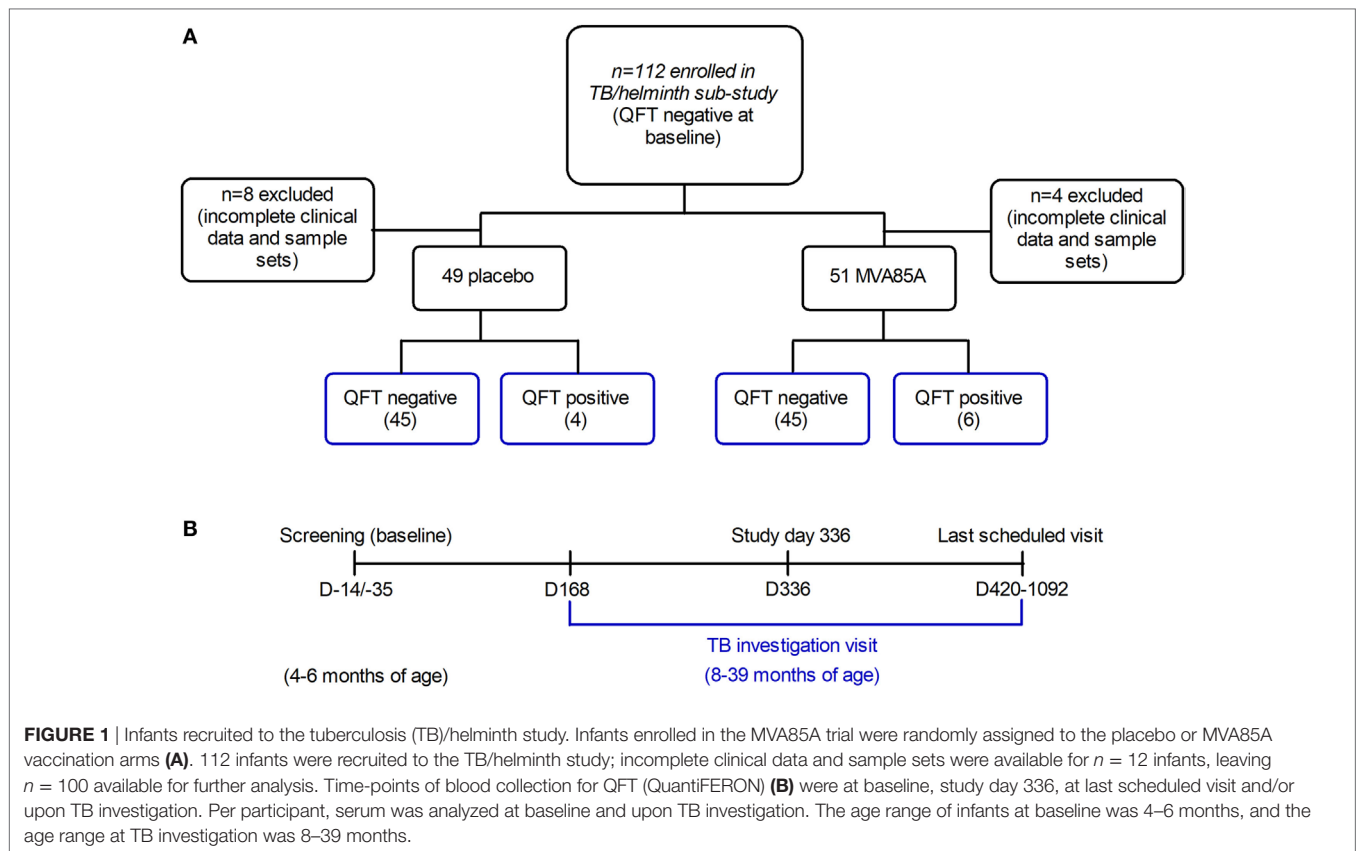 A
n=112 enrolled in
TB/helminth sub-study
(QFT negative at
baseline)
n=8 excluded
(incomplete clinical
data and sample
sets)
n=4 excluded
(incomplete clinical
data and sample
sets)
49 placebo
51 MVA85A
QFT negative
(45)
QFT positive
(4)
QFT negative
(45)
QFT positive
(6)
B
Screening (baseline)
Study day 336
Last scheduled visit
D-14/-35
D168
D336
D420-1092
TB investigation visit
(4-6 months of age)
(8-39 months of age)
FIGURE 1 | Infants recruited to the tuberculosis (TB)/helminth study. Infants enrolled in the MVA85A trial were randomly assigned to the placebo or MVA85A
vaccination arms (A). 112 infants were recruited to the TB/helminth study; incomplete clinical data and sample sets were available for n = 12 infants, leaving
n = 100 available for further analysis. Time-points of blood collection for QFT (QuantiFERON) (B) were at baseline, study day 336, at last scheduled visit and/or
upon TB investigation. Per participant, serum was analyzed at baseline and upon TB investigation. The age range of infants at baseline was 4–6 months, and the
age range at TB investigation was 8–39 months.